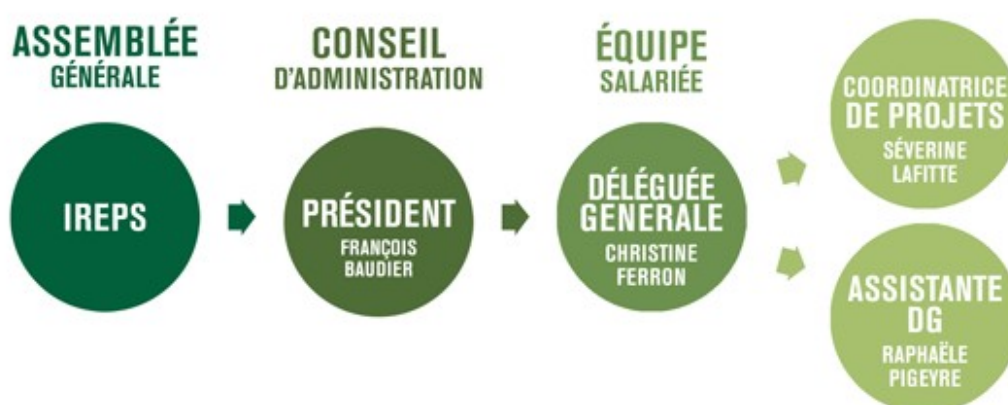 ASSEMBLÉE
GÉNÉRALE
IREPS
CONSEIL
D'ADMINISTRATION
PRÉSIDENT
FRANÇOIS
BAUDIER
ÉQUIPE
SALARIÉE
DÉLÉGUÉE
GENERALE
CHRISTINE
FERRON
COORDINATRICE
DE PROJETS
SÉVERINE
LAFITTE
ASSISTANTE
DG
RAPHAËLE
PIGEYRE